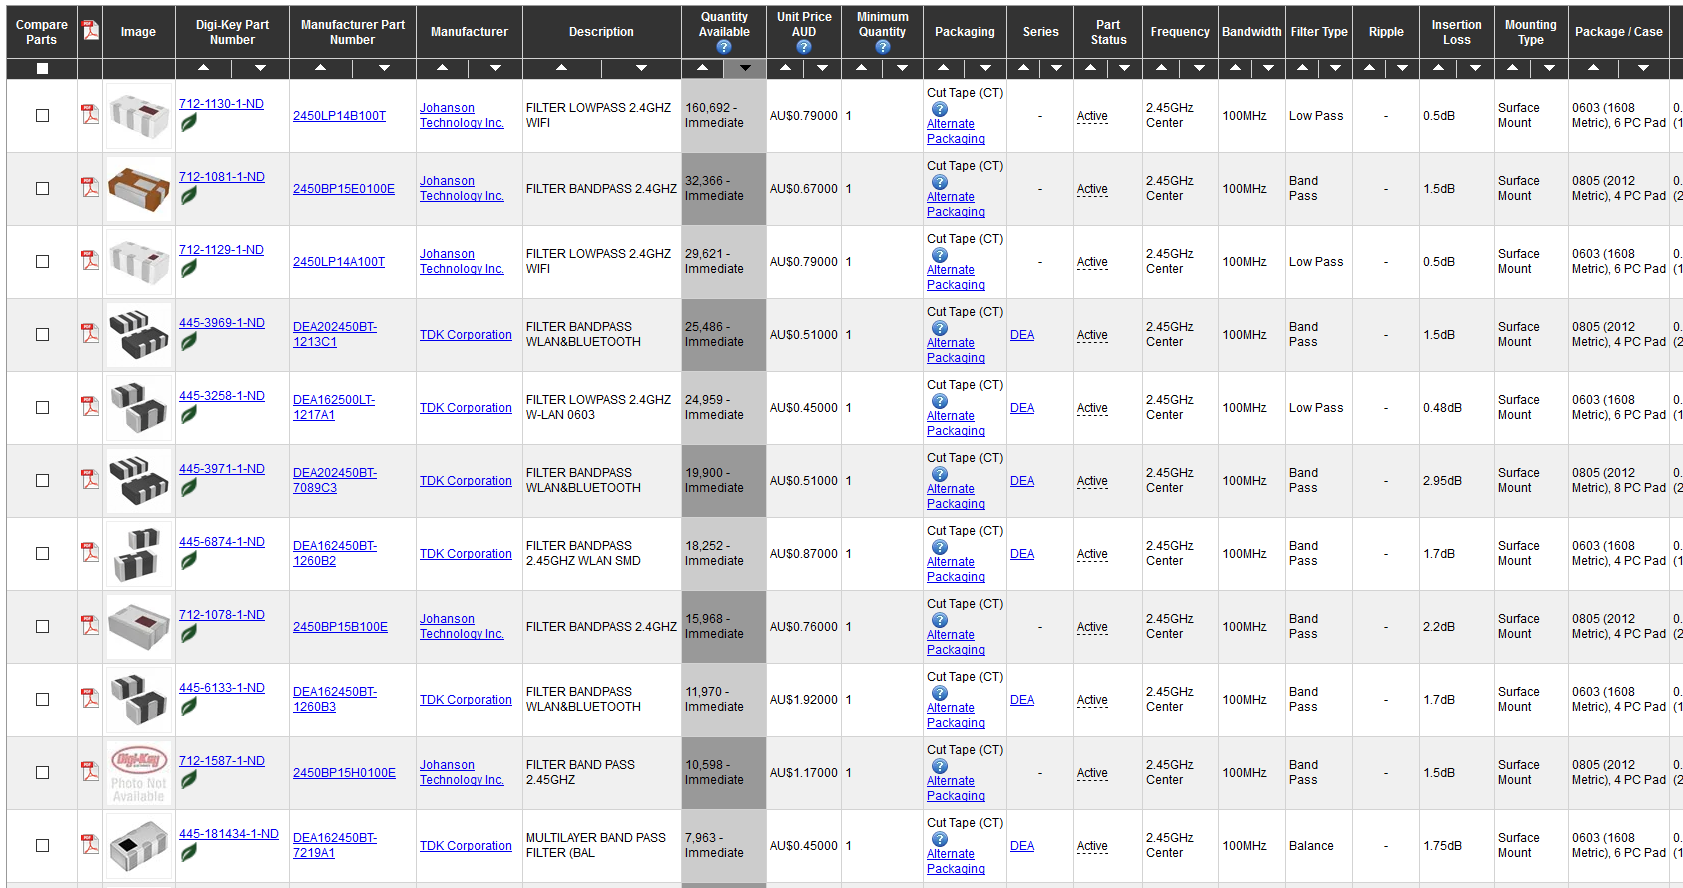 Compare Parts Image Digi-Key Part Number Manufacturer Part Number Manufacturer Description Quantity Available ? Unit Price AUD ? Minimum Quantity ? Packaging Series Part Status Frequency Bandwidth Filter Type Ripple Insertion Loss Mounting Type Package / Case
712-1130-1-ND 2450LP14B100T Johanson Technology Inc. FILTER LOWPASS 2.4GHZ WIFI 160,692 - Immediate AU$0.79000 1 Cut Tape (CT) ? Alternate Packaging - Active 2.45GHz Center 100MHz Low Pass - 0.5dB Surface Mount 0603 (1608 Metric), 6 PC Pad 0. (1
712-1081-1-ND 2450BP15E0100E Johanson Technology Inc. FILTER BANDPASS 2.4GHZ 32,366 - Immediate AU$0.67000 1 Cut Tape (CT) ? Alternate Packaging - Active 2.45GHz Center 100MHz Band Pass - 1.5dB Surface Mount 0805 (2012 Metric), 4 PC Pad 0. (2
712-1129-1-ND 2450LP14A100T Johanson Technology Inc. FILTER LOWPASS 2.4GHZ WIFI 29,621 - Immediate AU$0.79000 1 Cut Tape (CT) ? Alternate Packaging - Active 2.45GHz Center 100MHz Low Pass - 0.5dB Surface Mount 0603 (1608 Metric), 6 PC Pad 0. (1
445-3969-1-ND DEA202450BT-1213C1 TDK Corporation FILTER BANDPASS WLAN&BLUETOOTH 25,486 - Immediate AU$0.51000 1 Cut Tape (CT) ? Alternate Packaging DEA Active 2.45GHz Center 100MHz Band Pass - 1.5dB Surface Mount 0805 (2012 Metric), 4 PC Pad 0. (2
445-3258-1-ND DEA162500LT-1217A1 TDK Corporation FILTER LOWPASS 2.4GHZ W-LAN 0603 24,959 - Immediate AU$0.45000 1 Cut Tape (CT) ? Alternate Packaging DEA Active 2.45GHz Center 100MHz Low Pass - 0.48dB Surface Mount 0603 (1608 Metric), 6 PC Pad 0. (1
445-3971-1-ND DEA202450BT-7089C3 TDK Corporation FILTER BANDPASS WLAN&BLUETOOTH 19,900 - Immediate AU$0.51000 1 Cut Tape (CT) ? Alternate Packaging DEA Active 2.45GHz Center 100MHz Band Pass - 2.95dB Surface Mount 0805 (2012 Metric), 8 PC Pad 0. (2
445-6874-1-ND DEA162450BT-1260B2 TDK Corporation FILTER BANDPASS 2.45GHZ WLAN SMD 18,252 - Immediate AU$0.87000 1 Cut Tape (CT) ? Alternate Packaging DEA Active 2.45GHz Center 100MHz Band Pass - 1.7dB Surface Mount 0603 (1608 Metric), 4 PC Pad 0. (1
712-1078-1-ND 2450BP15B100E Johanson Technology Inc. FILTER BANDPASS 2.4GHZ 15,968 - Immediate AU$0.76000 1 Cut Tape (CT) ? Alternate Packaging - Active 2.45GHz Center 100MHz Band Pass - 2.2dB Surface Mount 0805 (2012 Metric), 4 PC Pad 0. (2
445-6133-1-ND DEA162450BT-1260B3 TDK Corporation FILTER BANDPASS WLAN&BLUETOOTH 11,970 - Immediate AU$1.92000 1 Cut Tape (CT) ? Alternate Packaging DEA Active 2.45GHz Center 100MHz Band Pass - 1.7dB Surface Mount 0603 (1608 Metric), 4 PC Pad 0. (1
Digi-Key Photo Not Available 712-1587-1-ND 2450BP15H0100E Johanson Technology Inc. FILTER BAND PASS 2.45GHZ 10,598 - Immediate AU$1.17000 1 Cut Tape (CT) ? Alternate Packaging - Active 2.45GHz Center 100MHz Band Pass - 1.5dB Surface Mount 0805 (2012 Metric), 4 PC Pad 0. (2
445-181434-1-ND DEA162450BT-7219A1 TDK Corporation MULTILAYER BAND PASS FILTER (BAL 7,963 - Immediate AU$0.45000 1 Cut Tape (CT) ? Alternate Packaging DEA Active 2.45GHz Center 100MHz Balance - 1.75dB Surface Mount 0603 (1608 Metric), 6 PC Pad 0. (1